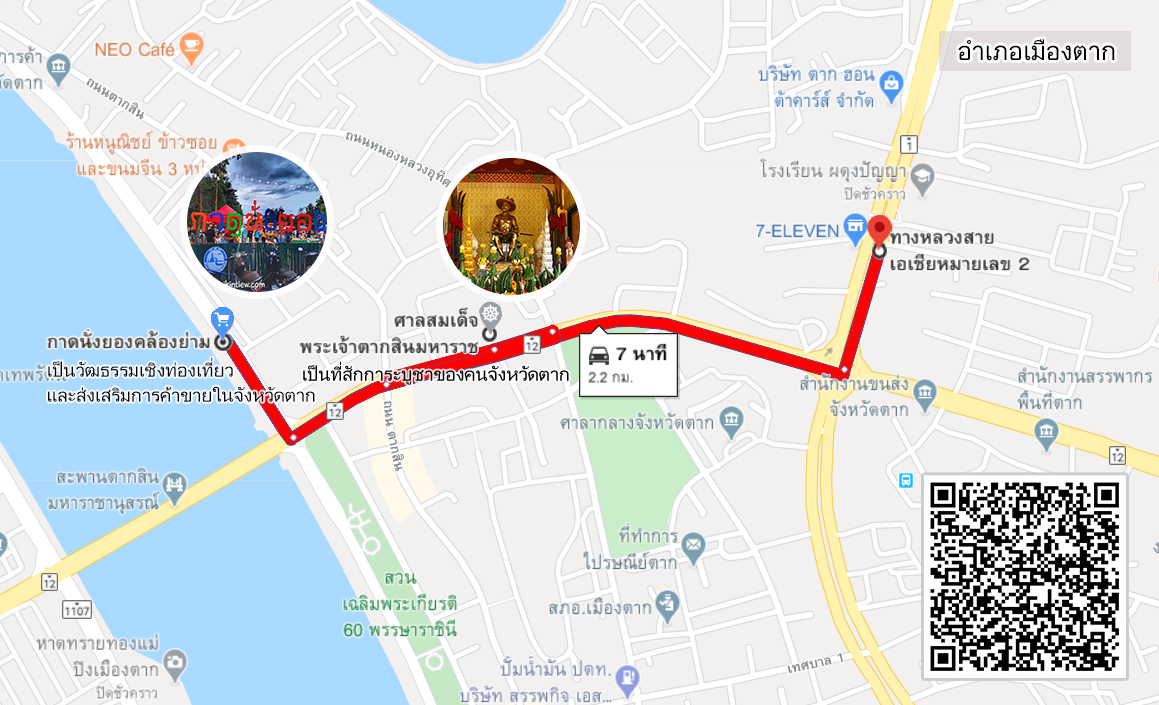 อำเภอเมืองตาก
การค้า
วัดตาก
NEO Café
ถนนตากสิน
ร้านหนูณิชย์ ข้าวซอย
และขนมจีน 3 หน
ถนนหนองหลวงอุทิศ
บริษัท ตาก ฮอน
ด้าคาร์ส์ จำกัด
1
โรงเรียน ผดุงปัญญา
ปิดชั่วคราว
7-ELEVEN
ทางหลวงสาย
เอเชียหมายเลข 2
กาดนั่งยอง
kintiew.com
กาดนั่งยองคล้องย่าม
เป็นวัฒธรรมเชิงท่องเที่ยว
และส่งเสริมการค้าขายในจังหวัดตาก
ศาลสมเด็จ
พระเจ้าตากสินมหาราช
เป็นที่สักการะบูชาของคนจังหวัดตาก
12
7 นาที
2.2 กม.
12
ถนน ตากสิน
สำนักงานขนส่ง
จังหวัดตาก
สำนักงานสรรพากร
พื้นที่ตาก
ศาลากลางจังหวัดตาก
12
สะพานตากสิน
มหาราชานุสรณ์
12
1107
ที่ทำการ
ไปรษณีย์ตาก
สวน
เฉลิมพระเกียรติ
60 พรรษาราชินี
สภอ.เมืองตาก
หาดทรายทองแม่
ปิงเมืองตาก
ปิดชั่วคราว
ปั๊มน้ำมัน ปตท.
บริษัท สรรพกิจ เอส...
เทศบาล 1